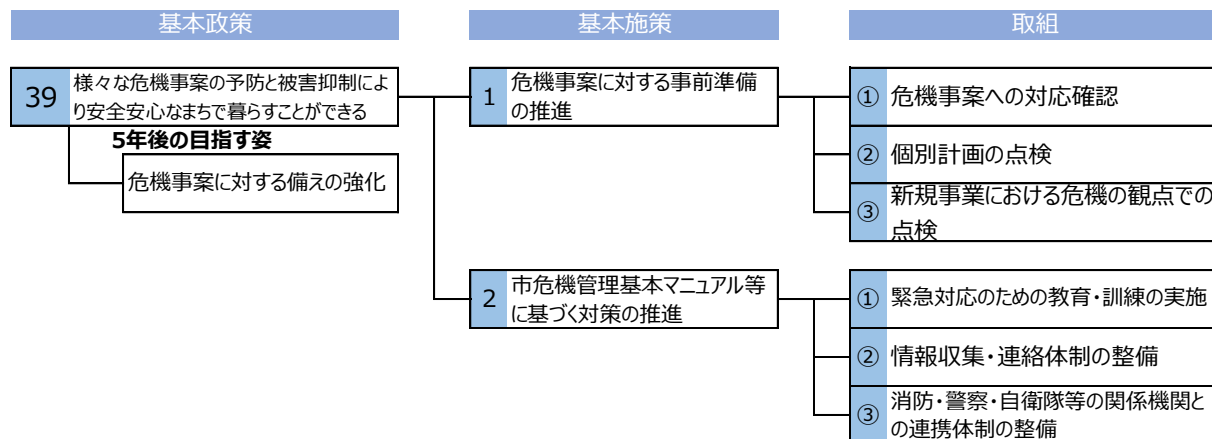 基本政策
基本施策
取組
39
様々な危機事案の予防と被害抑制によ
り安全安心なまちで暮らすことができる
5年後の目指す姿
危機事案に対する備えの強化
1
危機事案に対する事前準備
の推進
① 危機事案への対応確認
② 個別計画の点検
③
新規事業における危機の観点での
点検
2
市危機管理基本マニュアル等
に基づく対策の推進
① 緊急対応のための教育・訓練の実施
② 情報収集・連絡体制の整備
③
消防・警察・自衛隊等の関係機関と
の連携体制の整備